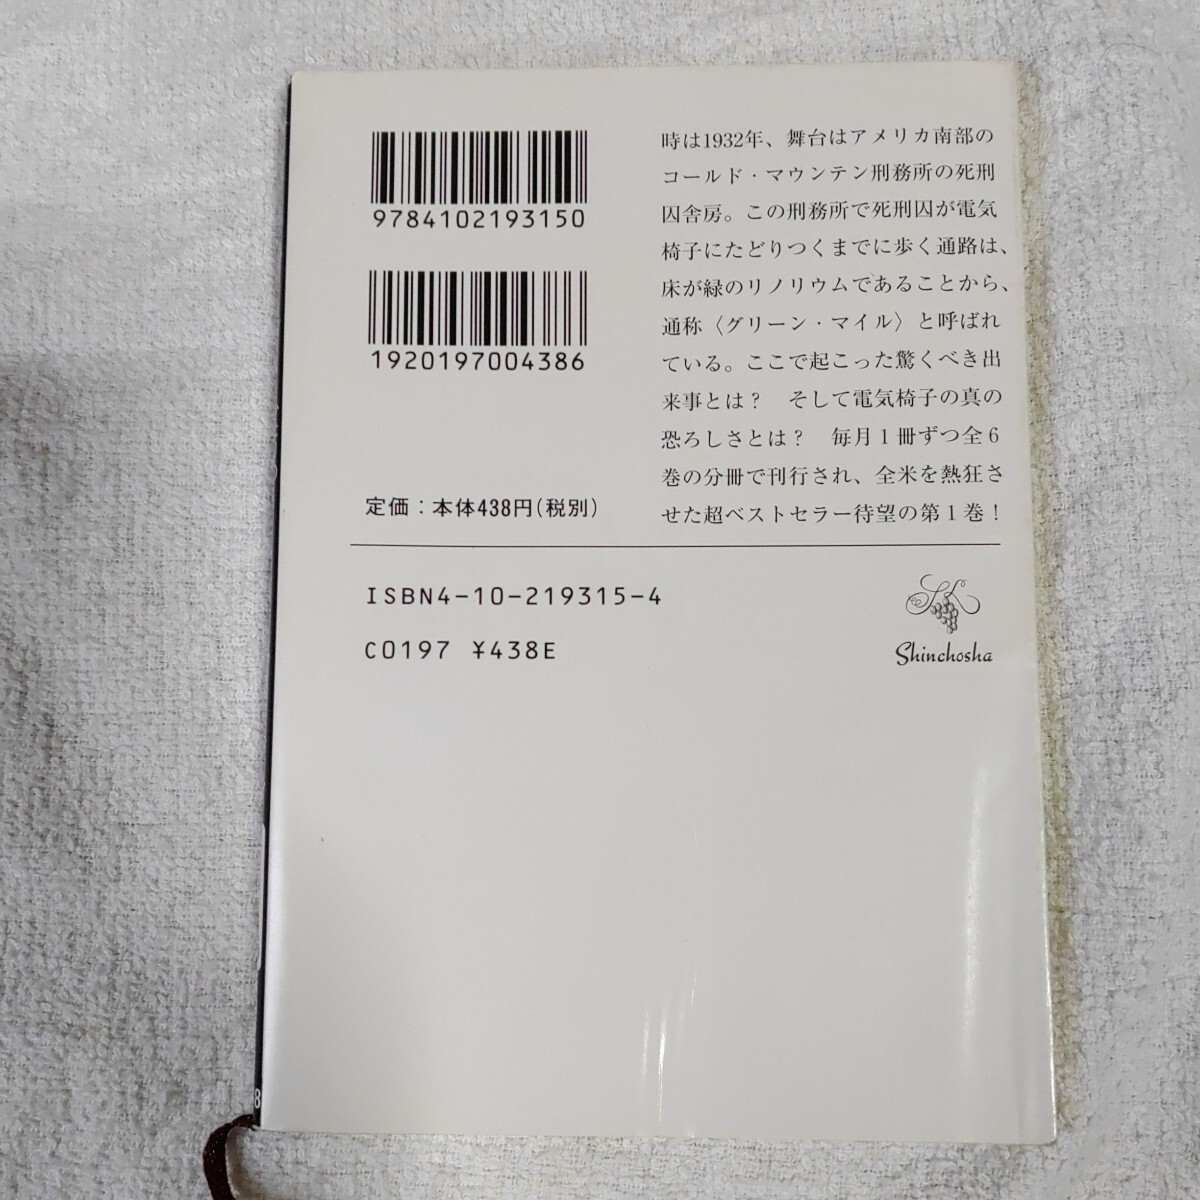 9784102193150
1920197004386
定価：本体438円（税別）
時は1932年、舞台はアメリカ南部の
コールド・マウンテン刑務所の死刑
囚舎房。この刑務所で死刑囚が電気
椅子にたどりつくまでに歩く通路は、
床が緑のリノリウムであることから、
通称〈グリーン・マイル〉と呼ばれ
ている。ここで起こった驚くべき出
来事とは？　そして電気椅子の真の
恐ろしさとは？　毎月１冊ずつ全６
巻の分冊で刊行され、全米を熱狂さ
せた超ベストセラー待望の第１巻！
ISBN4-10-219315-4
C0197 ¥438E
Shinchosha
8